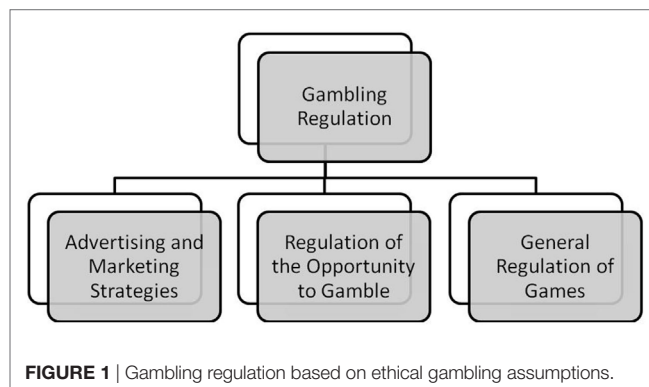 Gambling
Regulation
Advertising and
Marketing
Strategies
Regulation of
the Opportunity
to Gamble
General
Regulation of
Games
FIGURE 1 | Gambling regulation based on ethical gambling assumptions.